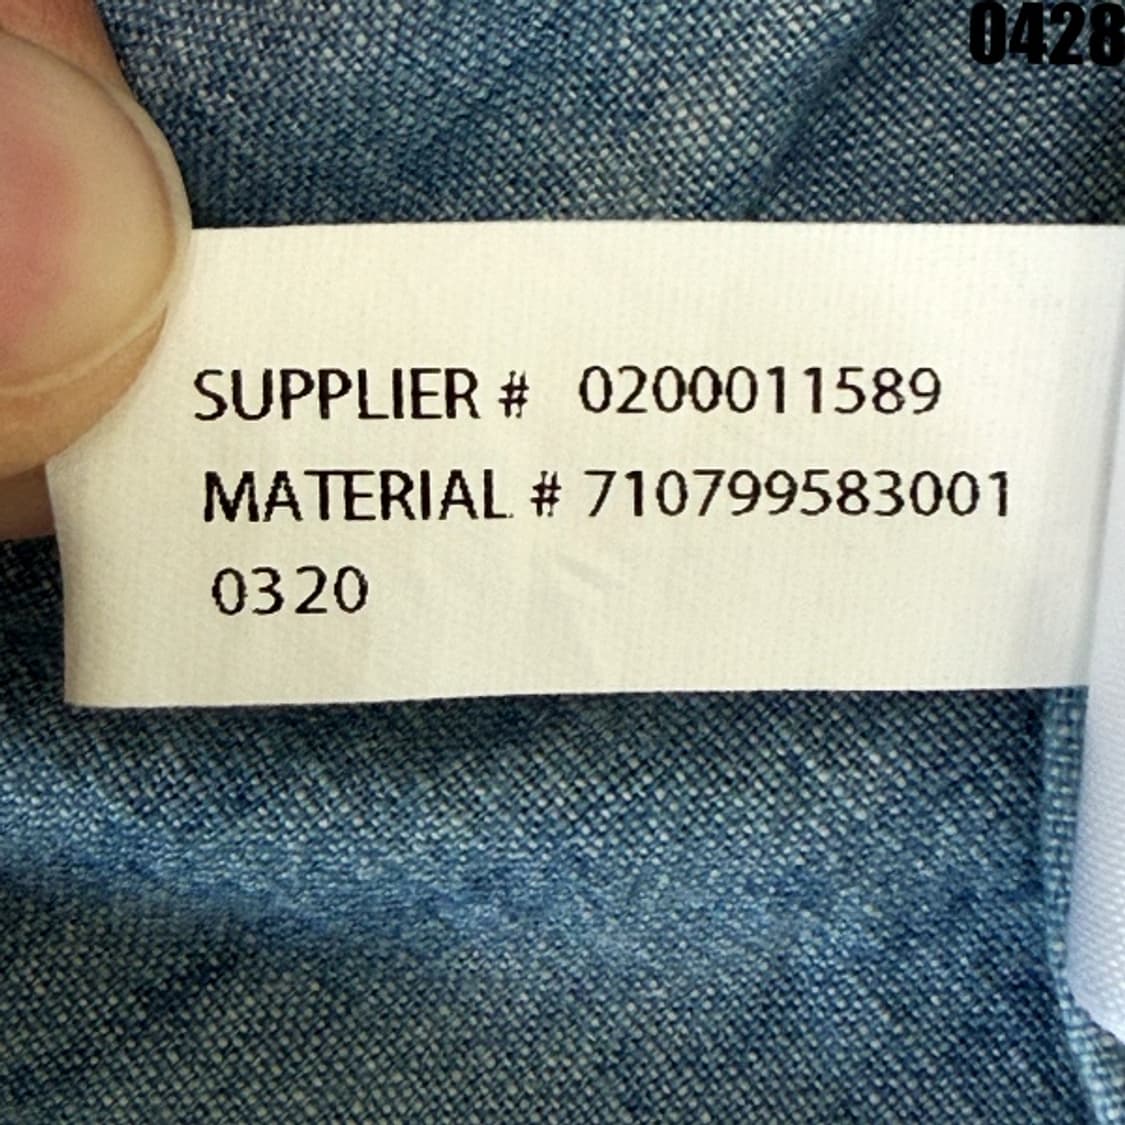 0428
SUPPLIER # 0200011589
MATERIAL # 710799583001
0320